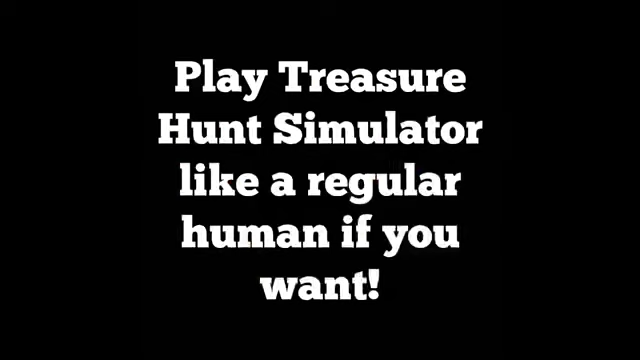 Play Treasure
Hunt Simulator
like a regular
human if you
want!